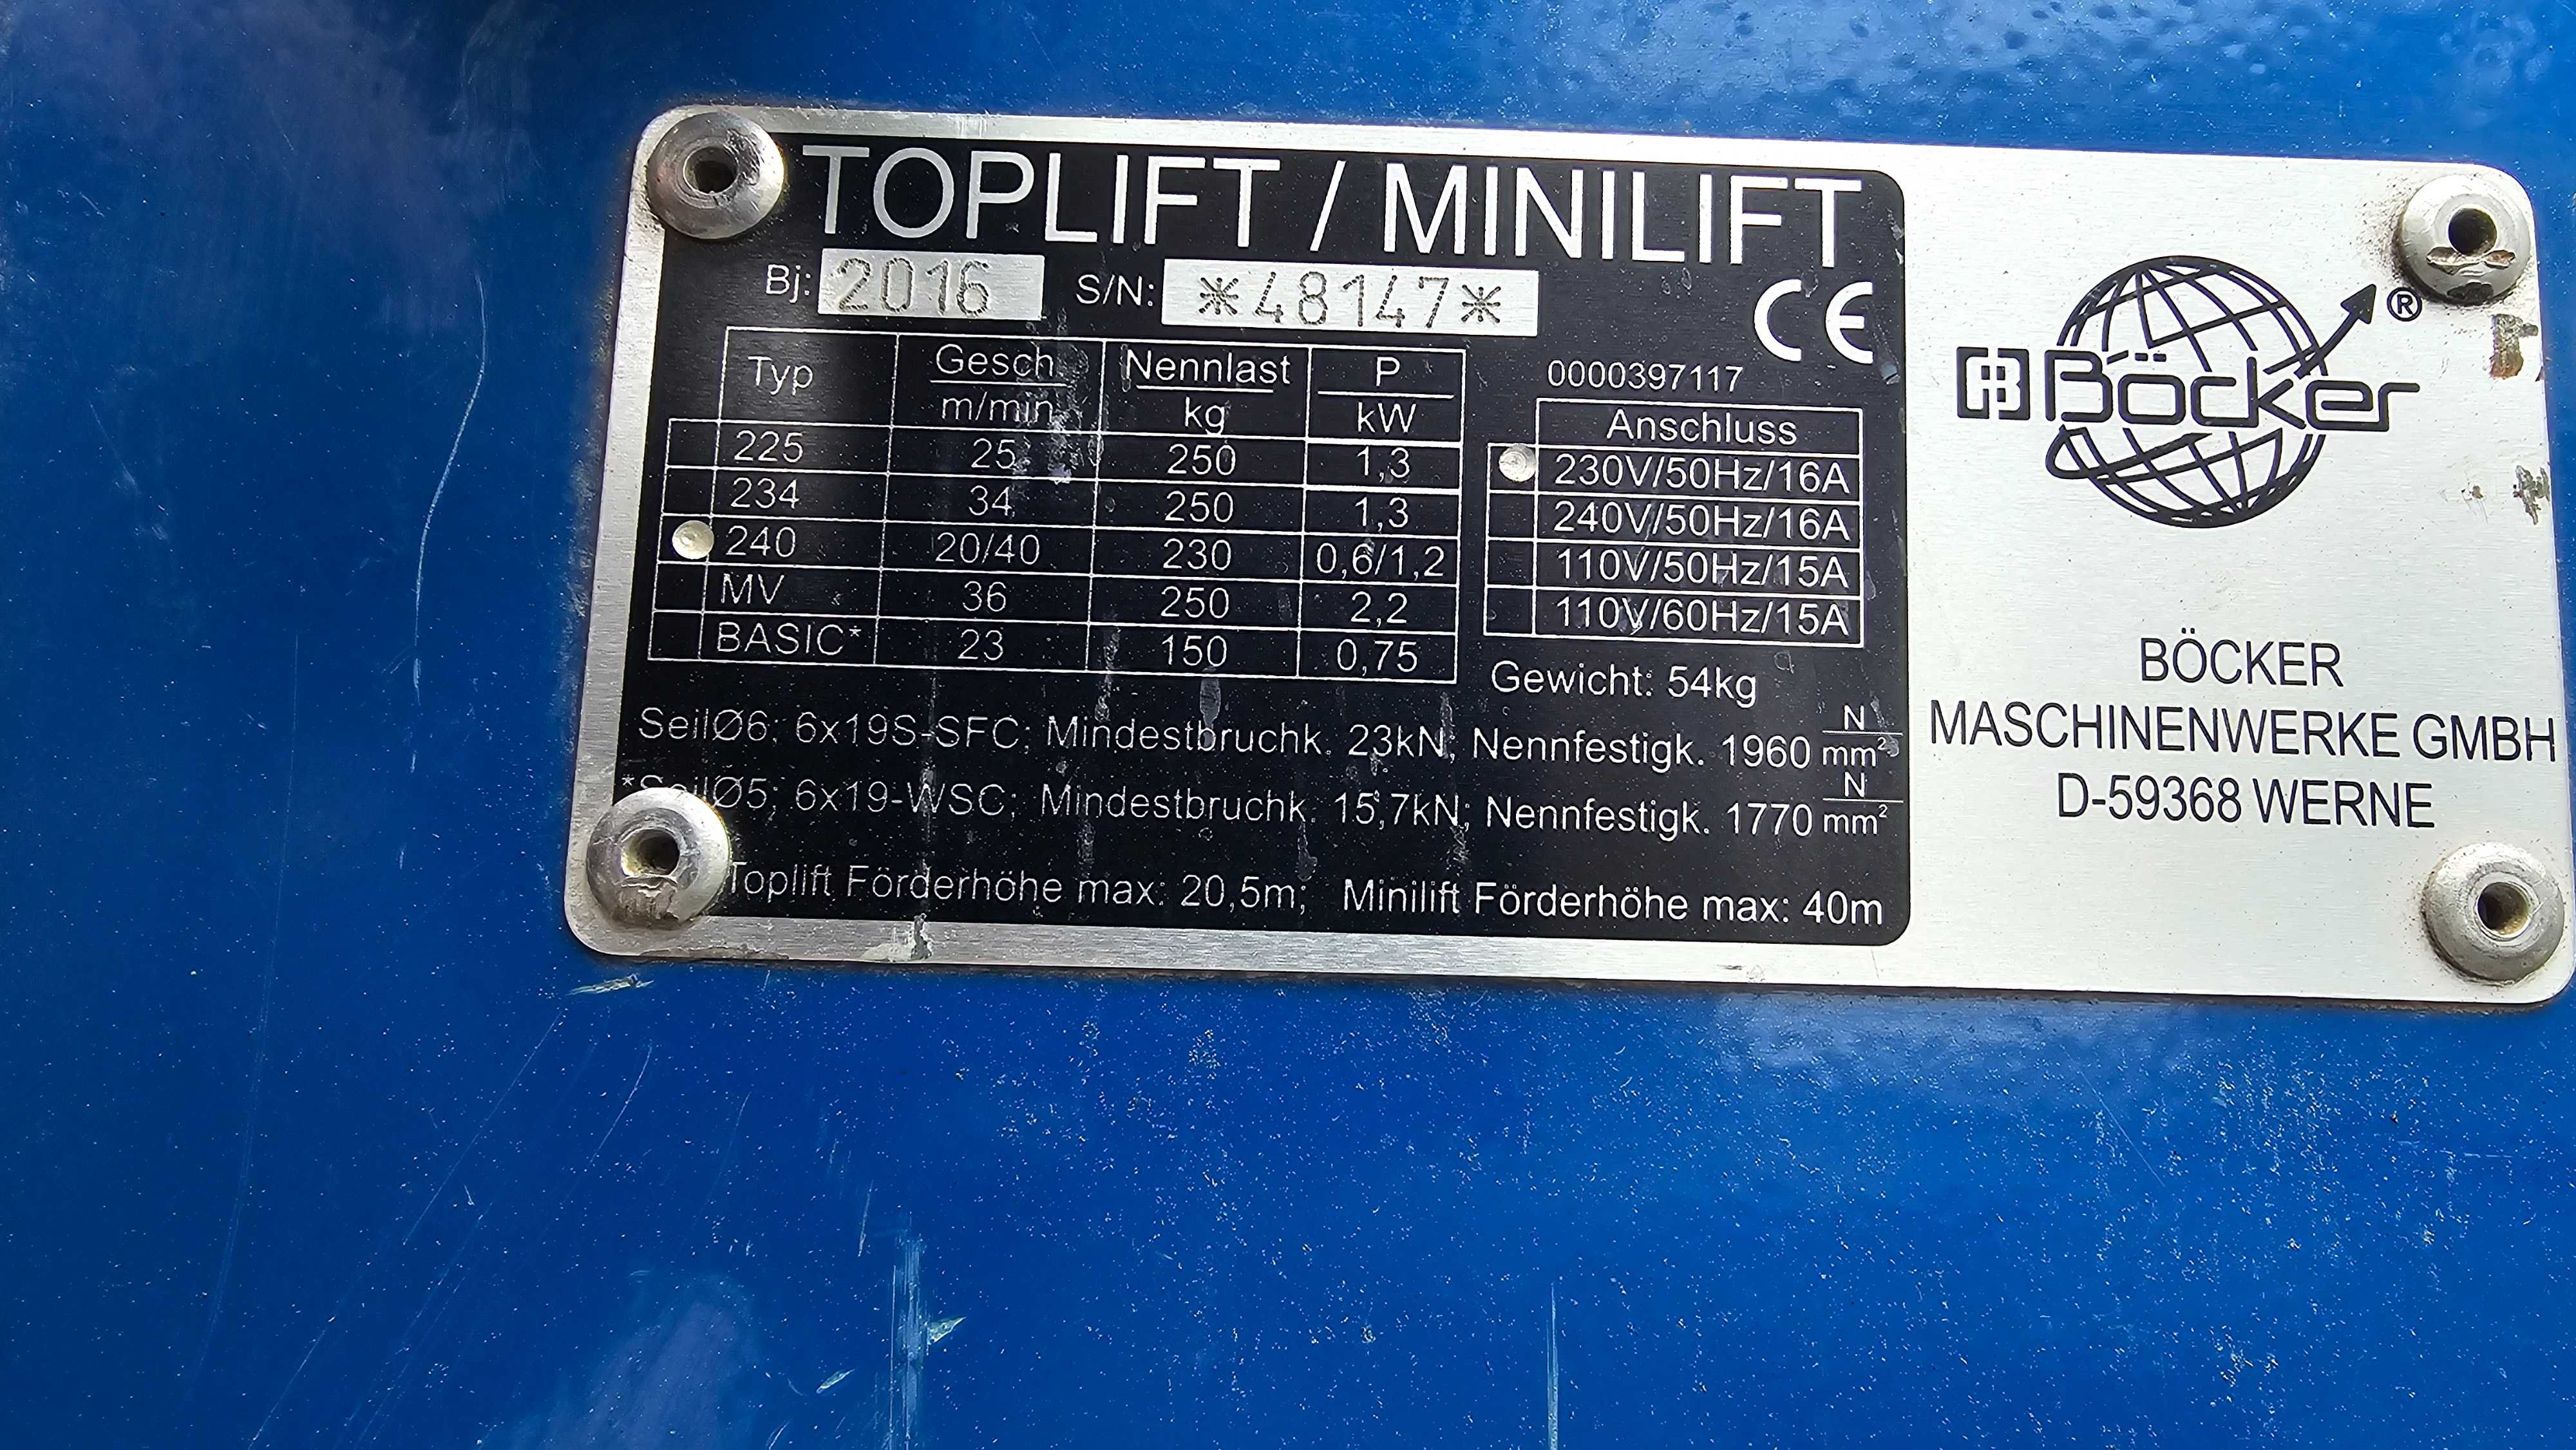 TOPLIFT / MINILIFT
Bj: 2016 S/N: *48147*
CE
Typ Gesch m/min Nennlast kg P kW
225 25 250 1,3
234 34 250 1,3
240 20/40 230 0,6/1,2
MV 36 250 2,2
BASIC* 23 150 0,75
0000397117
Anschluss
230V/50Hz/16A
240V/50Hz/16A
110V/50Hz/15A
110V/60Hz/15A
Gewicht: 54kg
SeilØ6; 6x19S-SFC; Mindestbruchk. 23kN; Nennfestigk. 1960 N/mm²
*SeilØ5; 6x19-WSC; Mindestbruchk. 15,7kN; Nennfestigk. 1770 N/mm²
Toplift Förderhöhe max: 20,5m; Minilift Förderhöhe max: 40m
Böcker ®
BÖCKER
MASCHINENWERKE GMBH
D-59368 WERNE